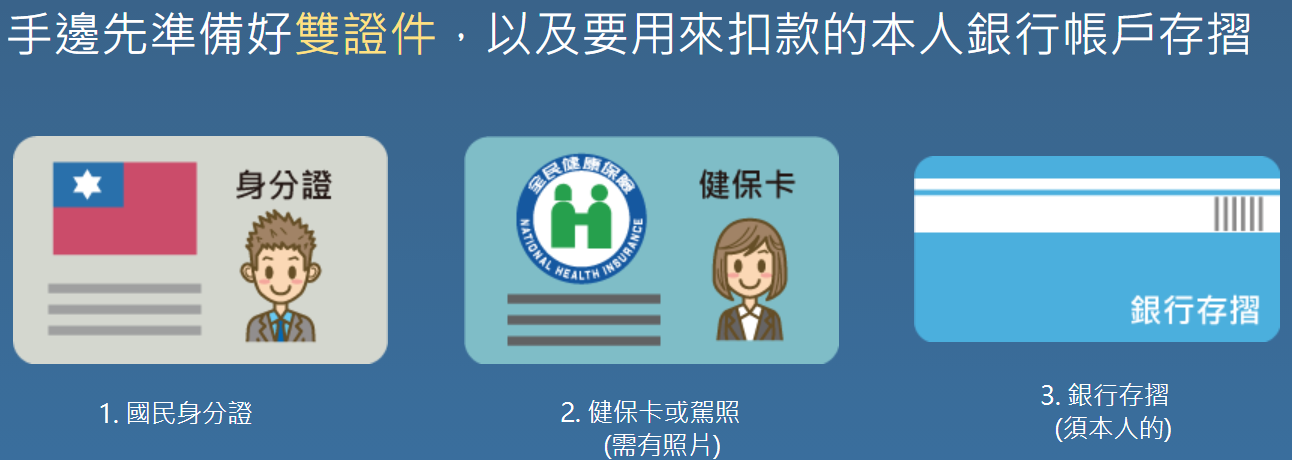 手邊先準備好雙證件，以及要用來扣款的本人銀行帳戶存摺
身分證
全民健康保險
NATIONAL HEALTH INSURANCE
健保卡
銀行存摺
1. 國民身分證
2. 健保卡或駕照
(需有照片)
3. 銀行存摺
(須本人的)